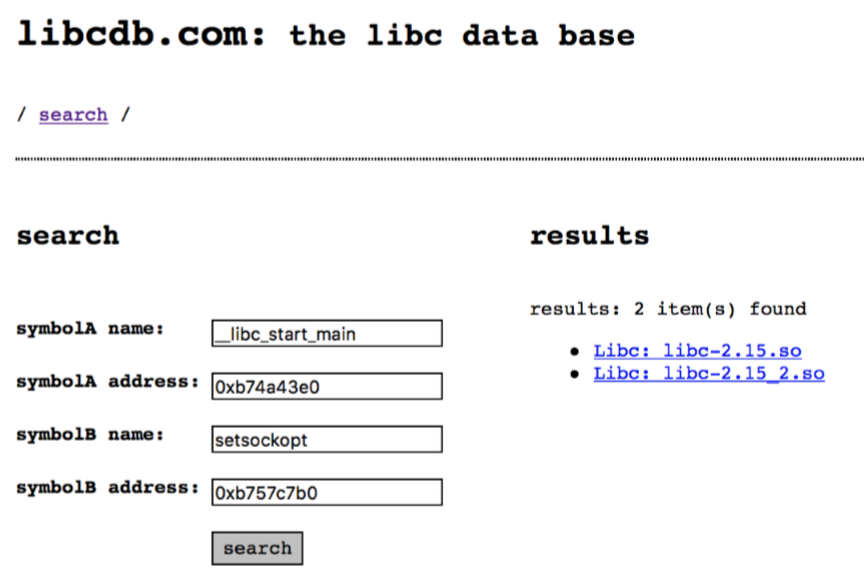 libcdb.com: the libc data base
/ search /
search
symbolA name: __libc_start_main
symbolA address: 0xb74a43e0
symbolB name: setsockopt
symbolB address: 0xb757c7b0
search
results
results: 2 item(s) found
Libc: libc-2.15.so
Libc: libc-2.15_2.so